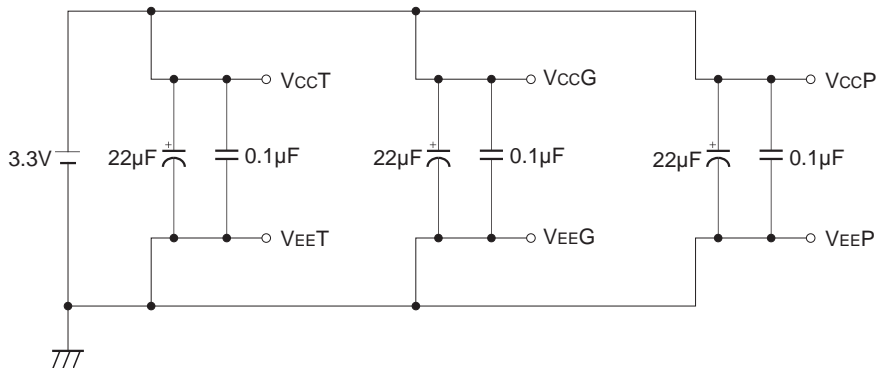 VCCT
VCCG
VCCP
3.3V
+
22µF
0.1µF
+
22µF
0.1µF
+
22µF
0.1µF
VEET
VEEG
VEEP